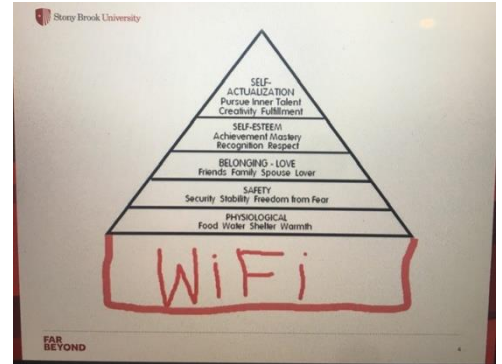 Stony Brook University
SELF-
ACTUALIZATION
Pursue Inner Talent
Creativity Fulfillment
SELF-ESTEEM
Achievement Mastery
Recognition Respect
BELONGING - LOVE
Friends Family Spouse Lover
SAFETY
Security Stability Freedom from Fear
PHYSIOLOGICAL
Food Water Shelter Warmth
WiFi
FAR
BEYOND
4